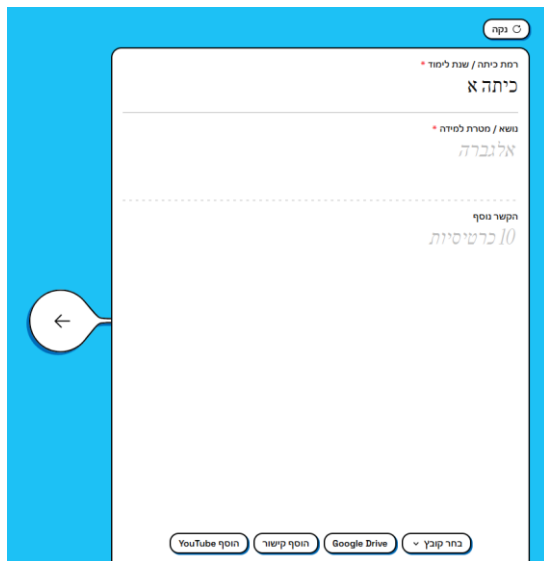 נקה
רמת כיתה / שנת לימוד *
כיתה א
נושא / מטרת למידה *
אלגברה
הקשר נוסף
10 כרטיסיות
בחר קובץ
Google Drive
הוסף קישור
הוסף YouTube